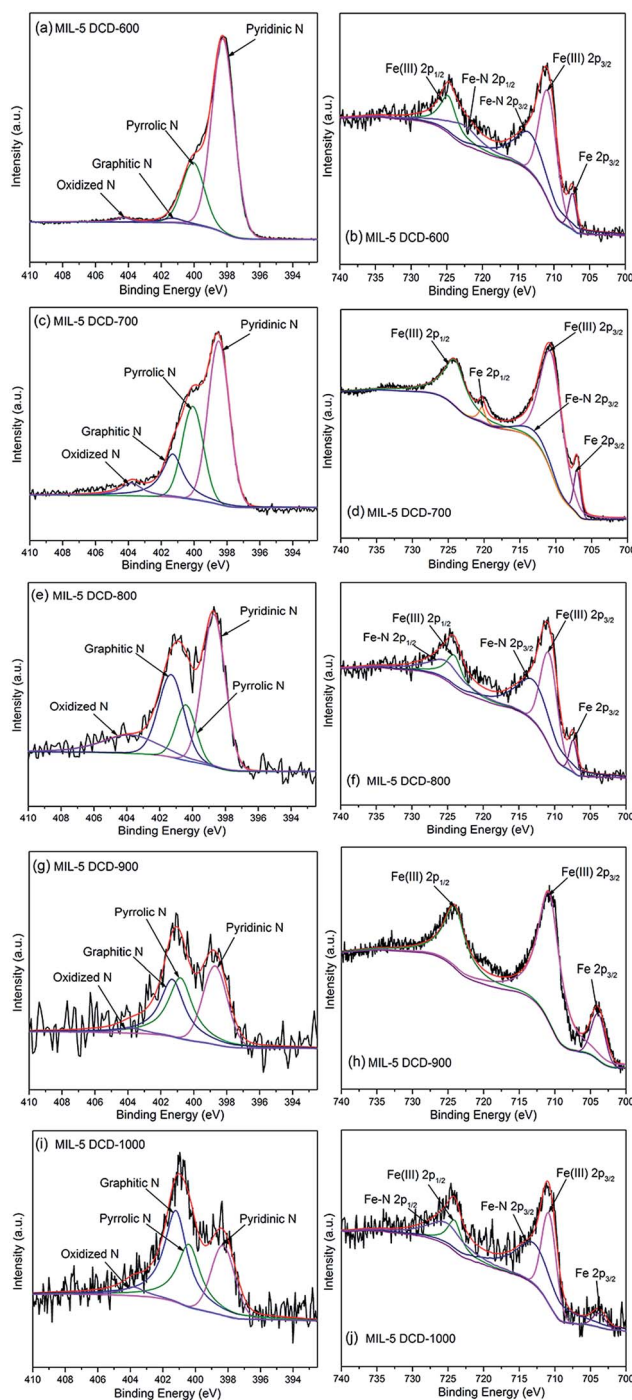 (a) MIL-5 DCD-600
Pyridinic N
Pyrrolic N
Graphitic N
Oxidized N
Intensity (a.u.)
410 408 406 404 402 400 398 396 394
Binding Energy (eV)
Fe(III) 2p1/2
Fe-N 2p1/2
Fe-N 2p3/2
Fe(III) 2p3/2
Fe 2p3/2
(b) MIL-5 DCD-600
Intensity (a.u.)
740 735 730 725 720 715 710 705 700
Binding Energy (eV)
(c) MIL-5 DCD-700
Pyridinic N
Pyrrolic N
Graphitic N
Oxidized N
Intensity (a.u.)
410 408 406 404 402 400 398 396 394
Binding Energy (eV)
Fe(III) 2p1/2
Fe 2p1/2
Fe(III) 2p3/2
Fe-N 2p3/2
Fe 2p3/2
(d) MIL-5 DCD-700
Intensity (a.u.)
740 735 730 725 720 715 710 705 700
Binding Energy (eV)
(e) MIL-5 DCD-800
Pyridinic N
Graphitic N
Pyrrolic N
Oxidized N
Intensity (a.u.)
410 408 406 404 402 400 398 396 394
Binding Energy (eV)
Fe(III) 2p1/2
Fe-N 2p1/2
Fe-N 2p3/2
Fe(III) 2p3/2
Fe 2p3/2
(f) MIL-5 DCD-800
Intensity (a.u.)
740 735 730 725 720 715 710 705 700
Binding Energy (eV)
(g) MIL-5 DCD-900
Pyrrolic N
Graphitic N
Pyridinic N
Oxidized N
Intensity (a.u.)
410 408 406 404 402 400 398 396 394
Binding Energy (eV)
Fe(III) 2p1/2
Fe(III) 2p3/2
Fe 2p3/2
(h) MIL-5 DCD-900
Intensity (a.u.)
740 735 730 725 720 715 710 705 700
Binding Energy (eV)
(i) MIL-5 DCD-1000
Graphitic N
Pyrrolic N
Pyridinic N
Oxidized N
Intensity (a.u.)
410 408 406 404 402 400 398 396 394
Binding Energy (eV)
Fe(III) 2p1/2
Fe-N 2p1/2
Fe-N 2p3/2
Fe(III) 2p3/2
Fe 2p3/2
(j) MIL-5 DCD-1000
Intensity (a.u.)
740 735 730 725 720 715 710 705 700
Binding Energy (eV)